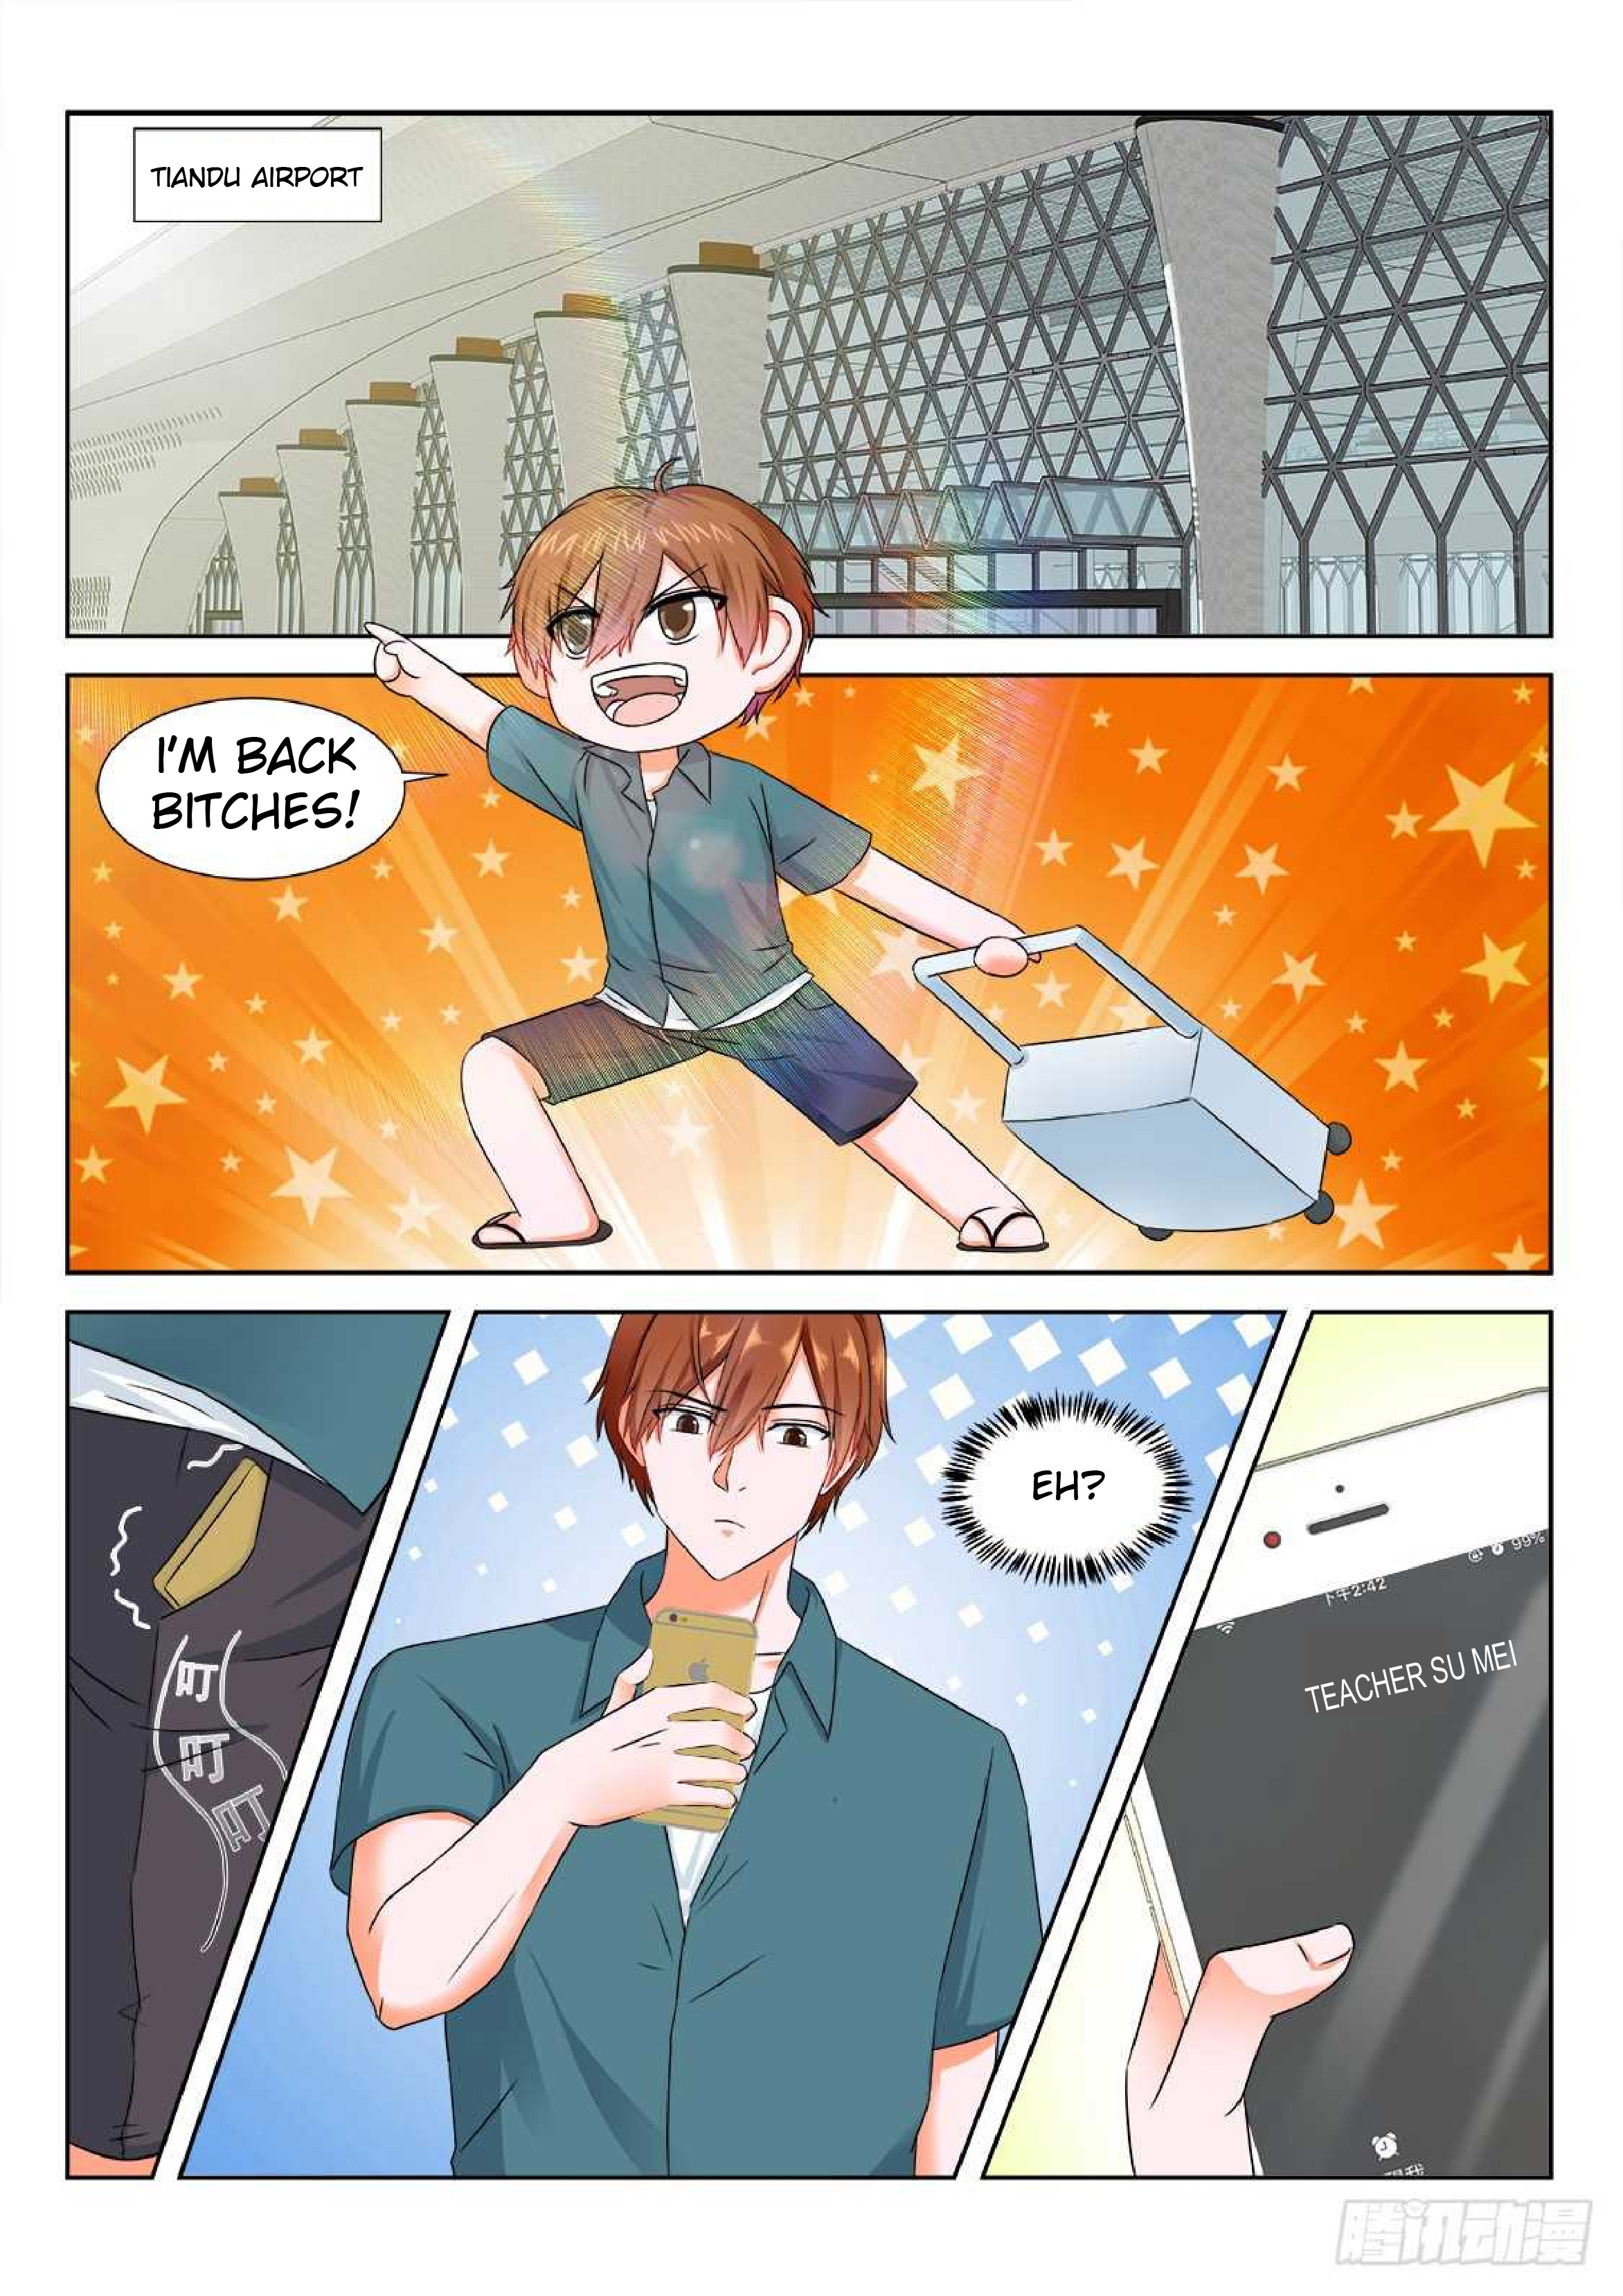 TIANDU AIRPORT
I'M BACK
BITCHES!
叮
叮
叮
EH?
99%
下午2:42
TEACHER SU MEI
腾讯动漫